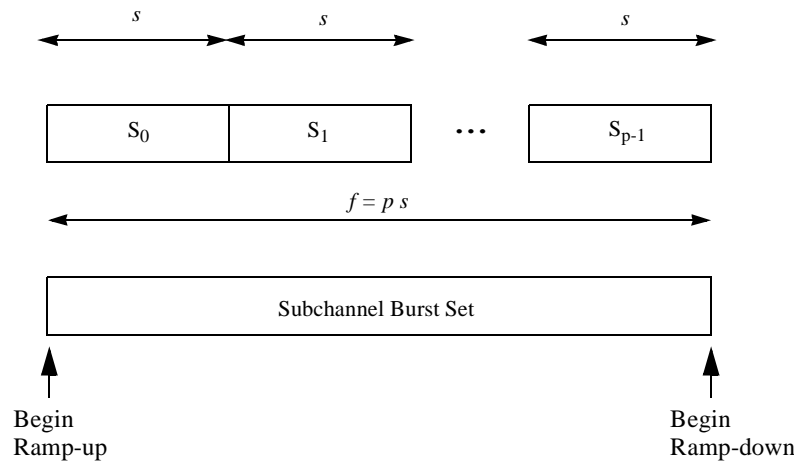 s s s
S0 S1 ... Sp-1
f = p s
Subchannel Burst Set
Begin
Ramp-up
Begin
Ramp-down